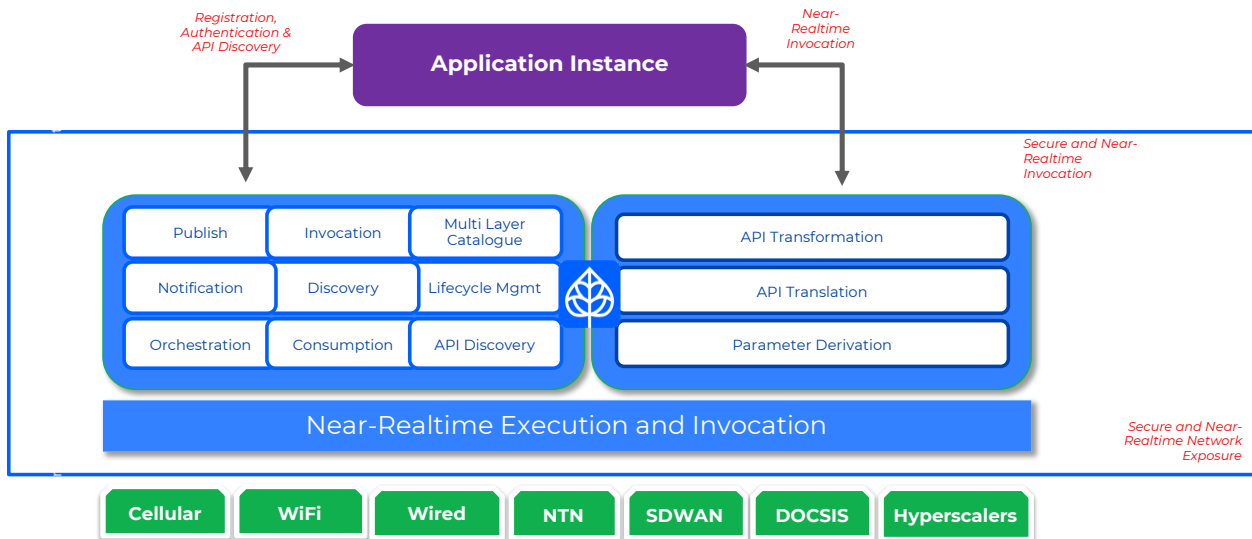 Registration,
Authentication &
API Discovery
Near-
Realtime
Invocation
Application Instance
Secure and Near-
Realtime
Invocation
Publish
Invocation
Multi Layer
Catalogue
API Transformation
Notification
Discovery
Lifecycle Mgmt
API Translation
Orchestration
Consumption
API Discovery
Parameter Derivation
Near-Realtime Execution and Invocation
Secure and Near-
Realtime Network
Exposure
Cellular
WiFi
Wired
NTN
SDWAN
DOCSIS
Hyperscalers